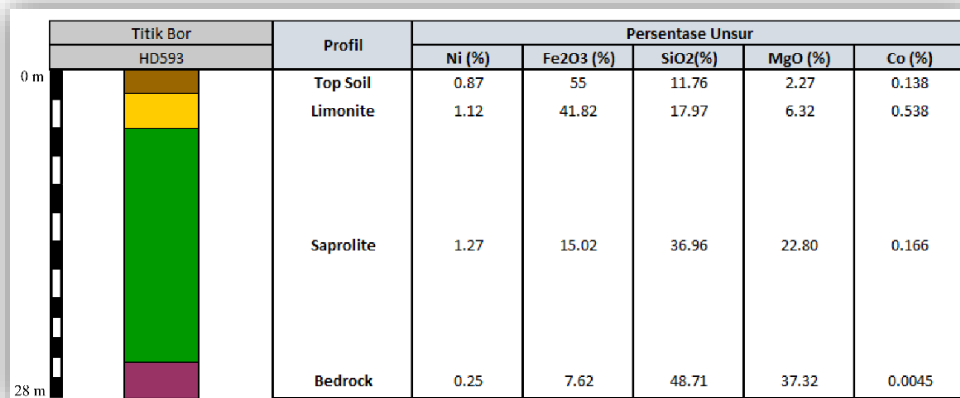 Titik Bor Profil Persentase Unsur
HD593 Ni (%) Fe2O3 (%) SiO2(%) MgO (%) Co (%)
0 m Top Soil 0.87 55 11.76 2.27 0.138
Limonite 1.12 41.82 17.97 6.32 0.538
Saprolite 1.27 15.02 36.96 22.80 0.166
Bedrock 0.25 7.62 48.71 37.32 0.0045
28 m